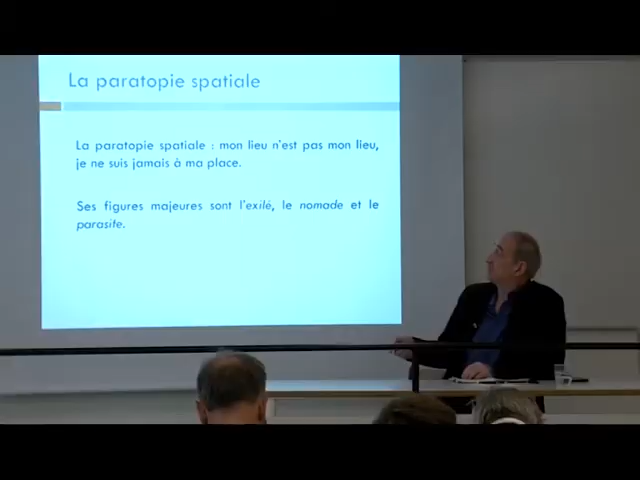 La paratopie spatiale
La paratopie spatiale : mon lieu n'est pas mon lieu,
je ne suis jamais à ma place.
Ses figures majeures sont l'exilé, le nomade et le
parasite.